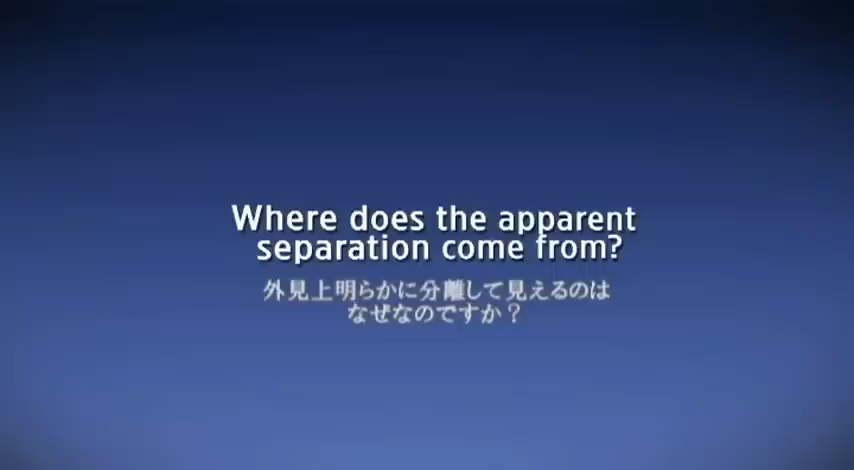 Where does the apparent
separation come from?
外見上明らかに分離して見えるのは
なぜなのですか？